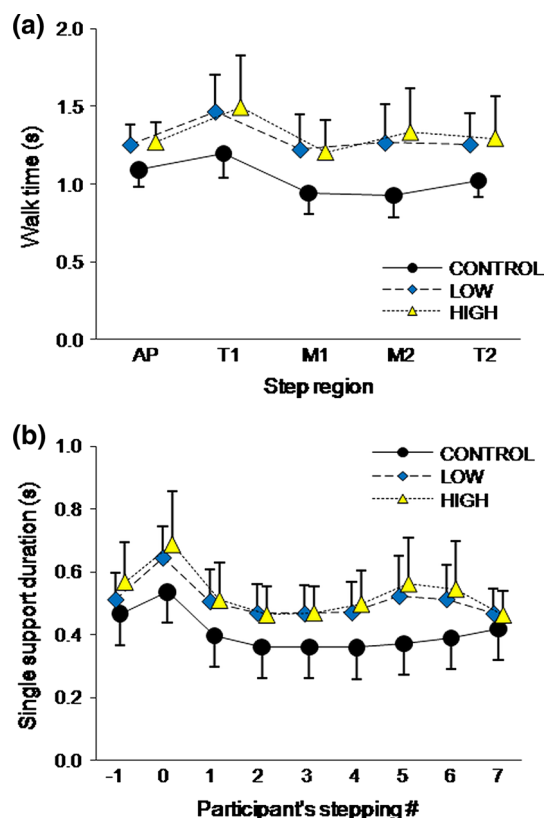 (a)
2.0
1.5
1.0
0.5
0.0
Walk time (s)
CONTROL
LOW
HIGH
AP T1 M1 M2 T2
Step region
(b)
1.0
0.8
0.6
0.4
0.2
0.0
Single support duration (s)
CONTROL
LOW
HIGH
-1 0 1 2 3 4 5 6 7
Participant's stepping #